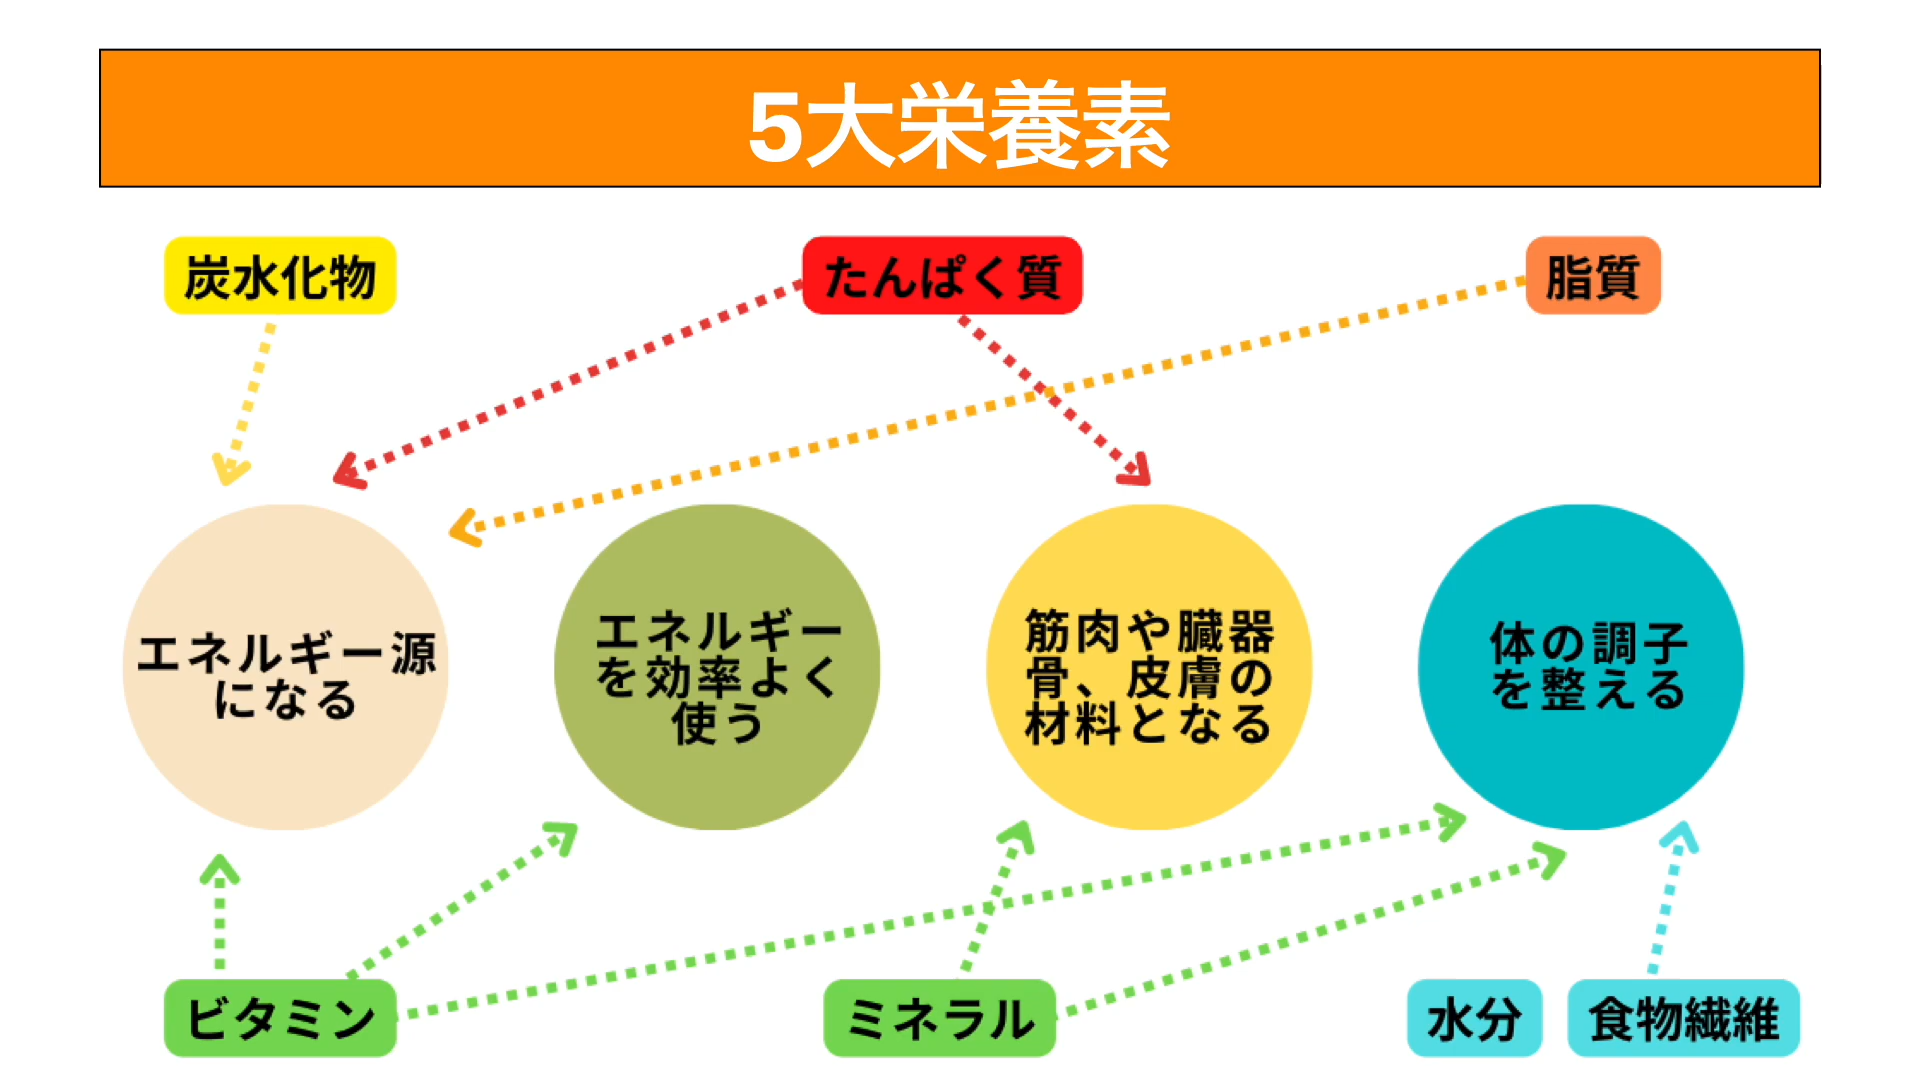 5大栄養素
炭水化物
たんぱく質
脂質
エネルギー源
になる
エネルギー
を効率よく
使う
筋肉や臓器
骨、皮膚の
材料となる
体の調子
を整える
ビタミン
ミネラル
水分
食物繊維